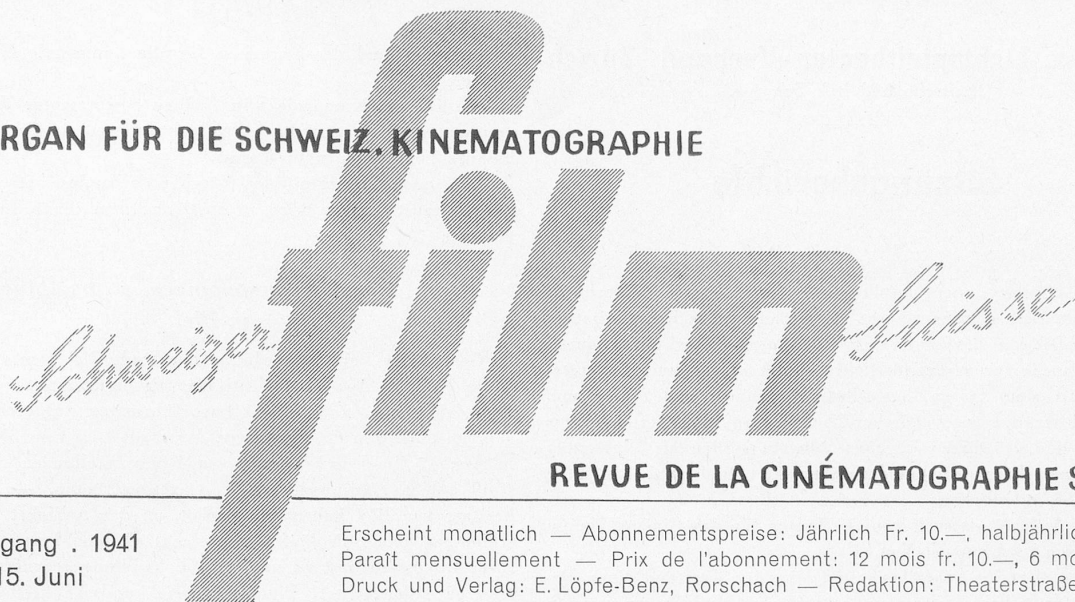 RGAN FÜR DIE SCHWEIZ. KINEMATOGRAPHIE
Schweizer film Suisse
REVUE DE LA CINÉMATOGRAPHIE S
gang . 1941
15. Juni
Erscheint monatlich — Abonnementspreise: Jährlich Fr. 10.—, halbjährlic
Paraît mensuellement — Prix de l'abonnement: 12 mois fr. 10.—, 6 mo
Druck und Verlag: E. Löpfe-Benz, Rorschach — Redaktion: Theaterstraße